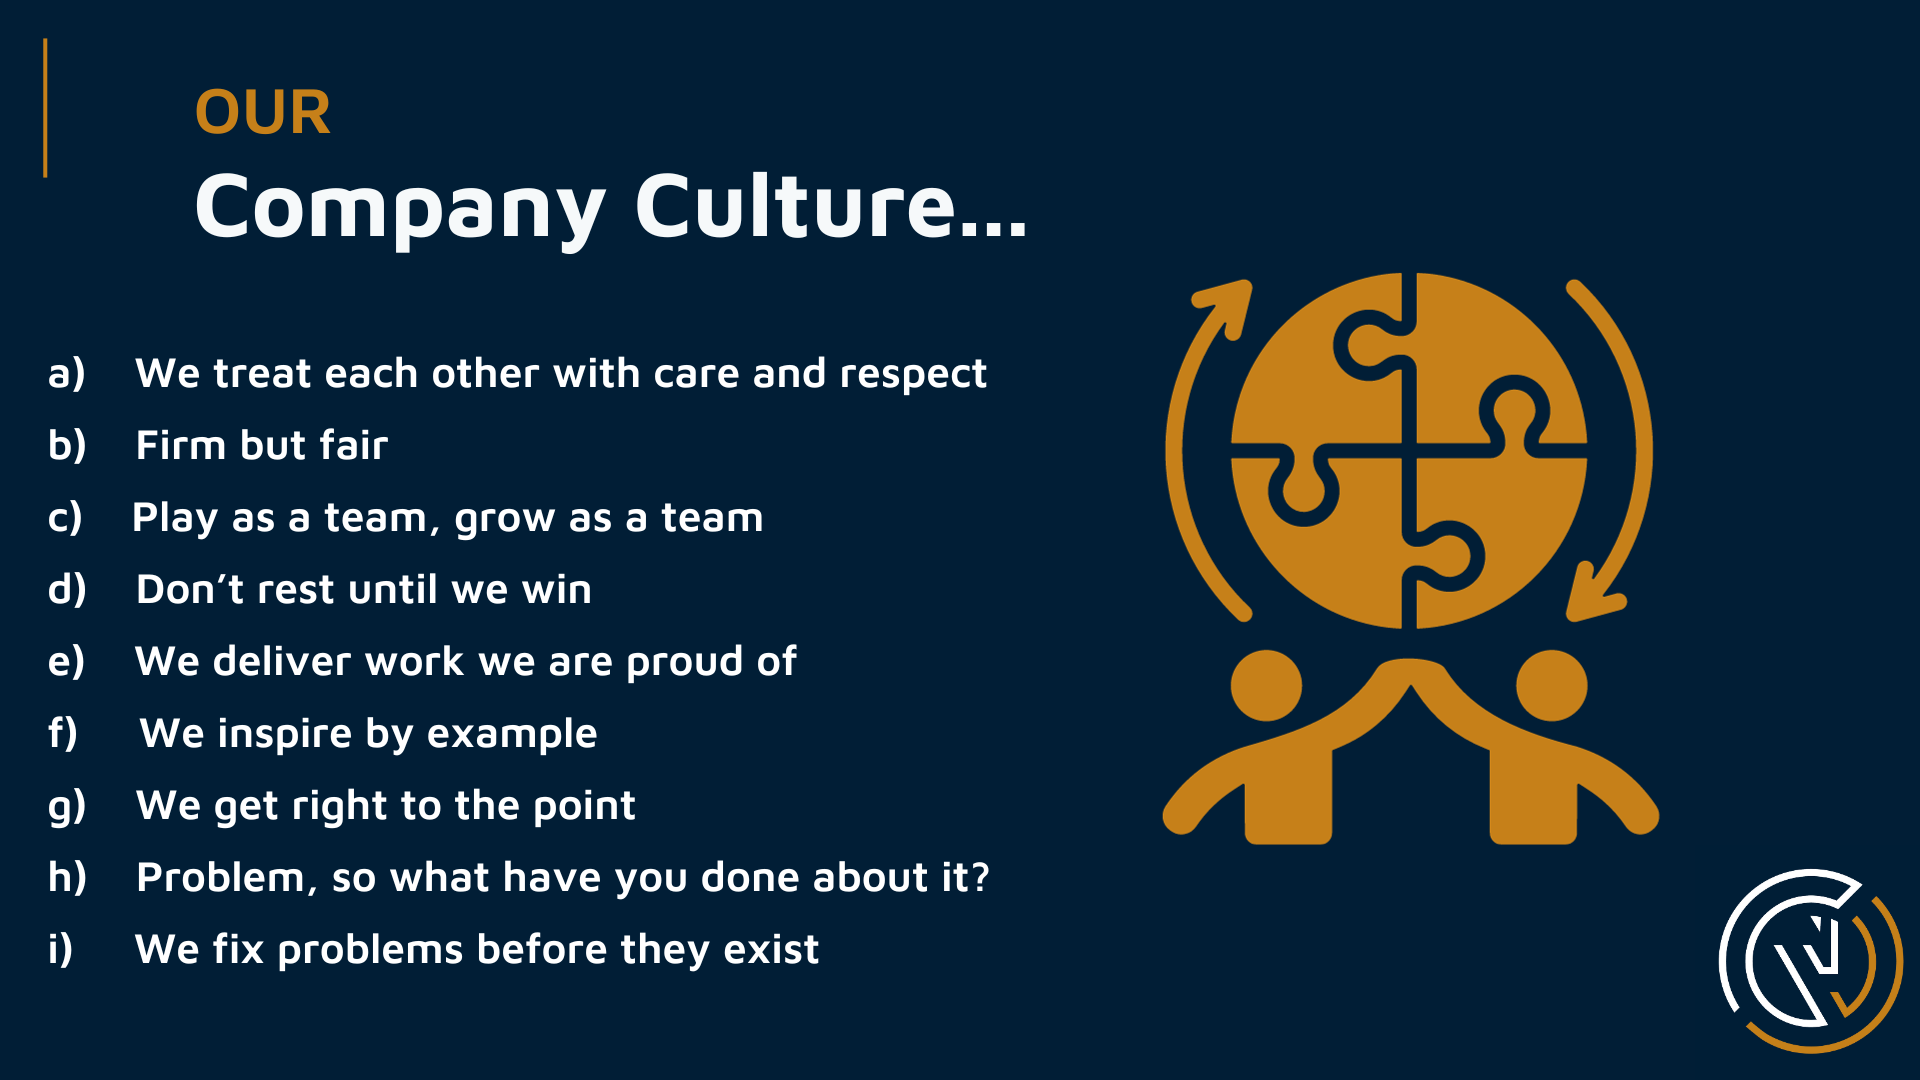 OUR
Company Culture...
a) We treat each other with care and respect
b) Firm but fair
c) Play as a team, grow as a team
d) Don’t rest until we win
e) We deliver work we are proud of
f) We inspire by example
g) We get right to the point
h) Problem, so what have you done about it?
i) We fix problems before they exist